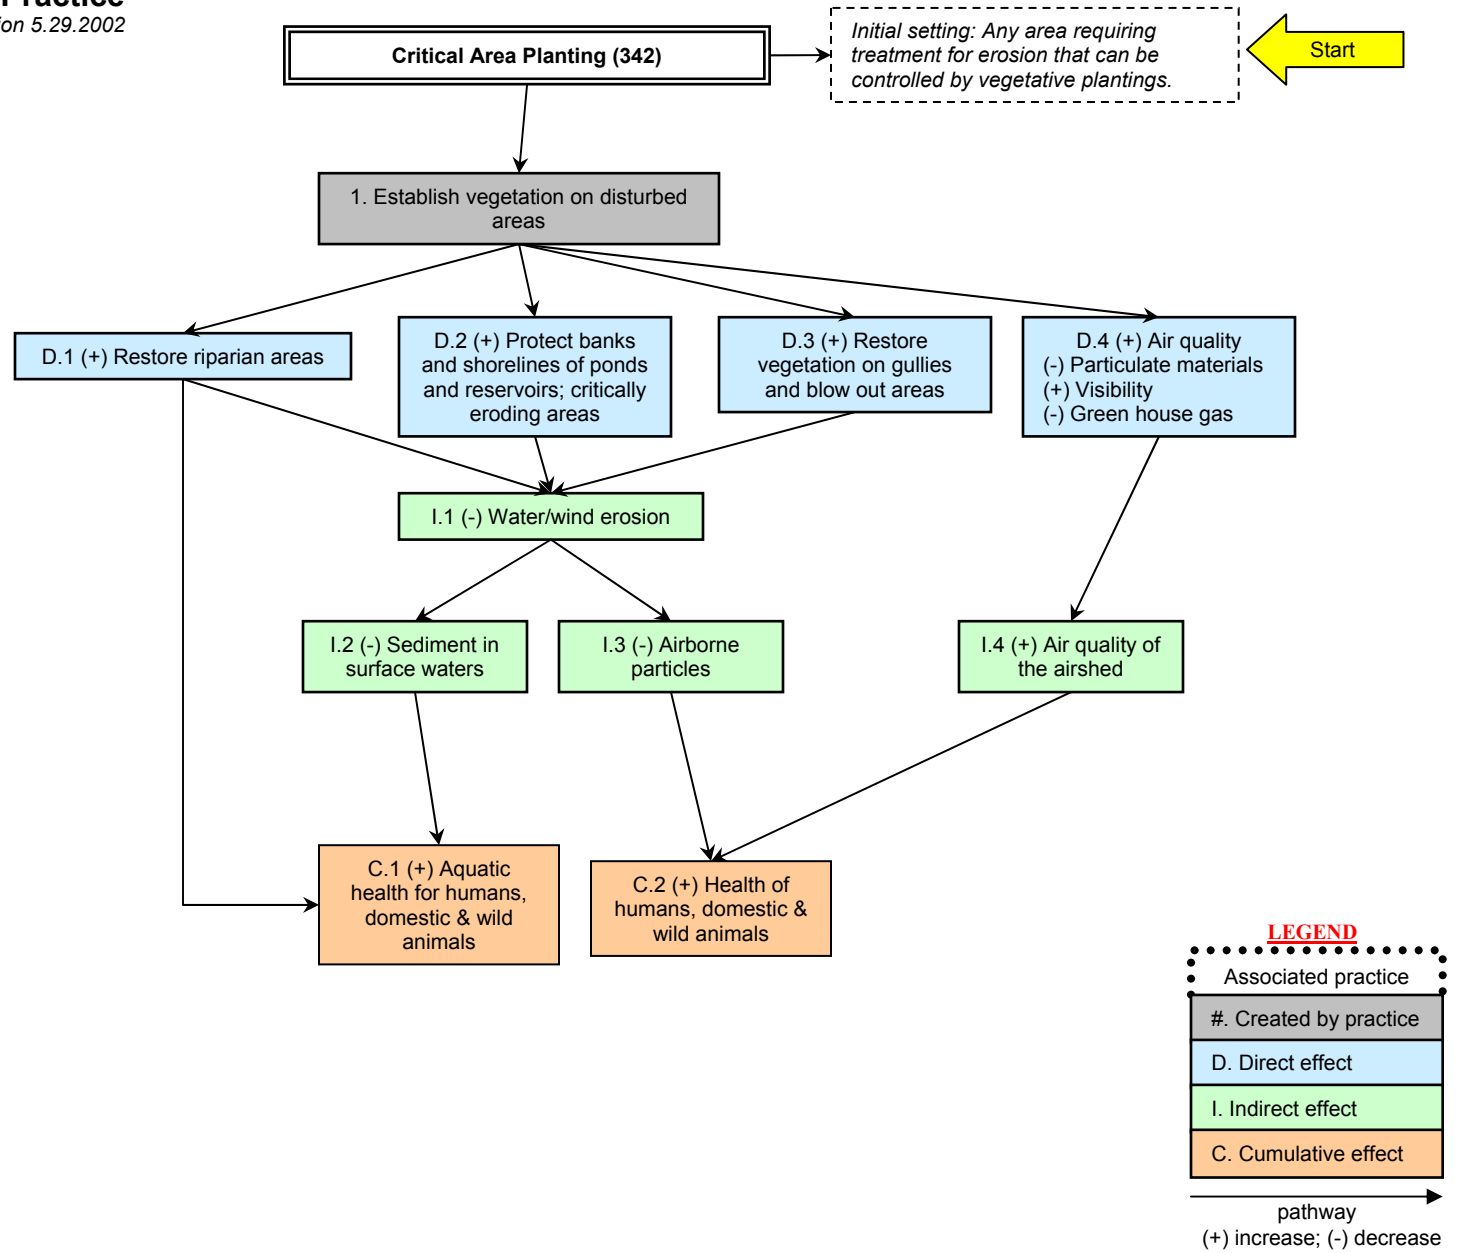 Practice
5.29.2002
Critical Area Planting (342)
Initial setting: Any area requiring
treatment for erosion that can be
controlled by vegetative plantings.
Start
1. Establish vegetation on disturbed
areas
D.1 (+) Restore riparian areas
D.2 (+) Protect banks
and shorelines of ponds
and reservoirs; critically
eroding areas
D.3 (+) Restore
vegetation on gullies
and blow out areas
D.4 (+) Air quality
(-) Particulate materials
(+) Visibility
(-) Green house gas
I.1 (-) Water/wind erosion
I.2 (-) Sediment in
surface waters
I.3 (-) Airborne
particles
I.4 (+) Air quality of
the airshed
C.1 (+) Aquatic
health for humans,
domestic & wild
animals
C.2 (+) Health of
humans, domestic &
wild animals
LEGEND
Associated practice
#. Created by practice
D. Direct effect
I. Indirect effect
C. Cumulative effect
pathway
(+) increase; (-) decrease